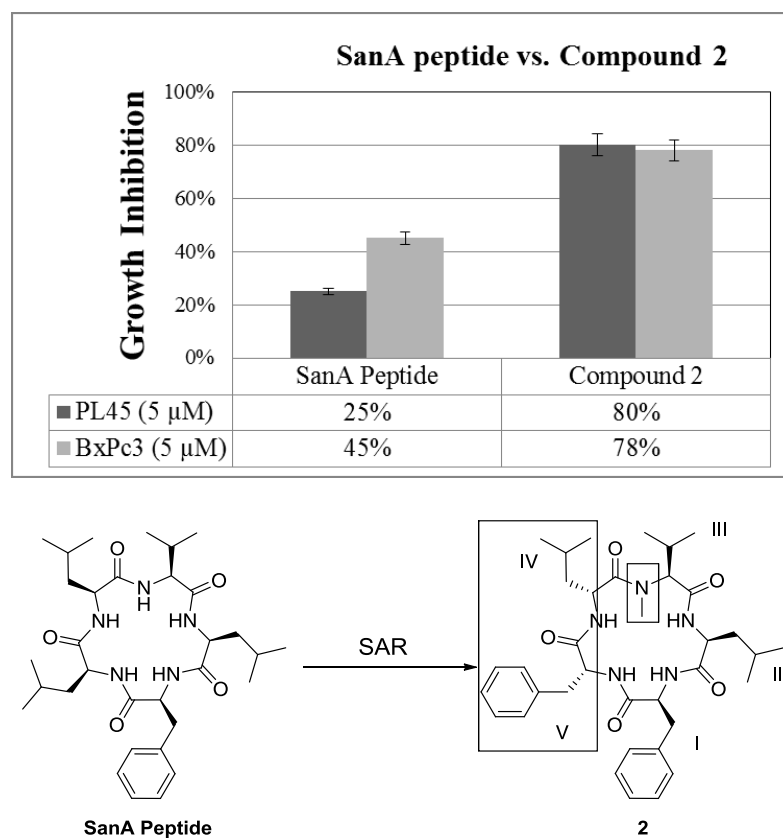 SanA peptide vs. Compound 2
Growth Inhibition
100%
80%
60%
40%
20%
0%
SanA Peptide Compound 2
PL45 (5 µM) 25% 80%
BxPc3 (5 µM) 45% 78%
O
N
H
O
HN
NH
O
NH
HN
O
O
SanA Peptide
SAR
IV
III
O
N
O
HN
NH
O
NH
HN
O
O
II
V
I
2